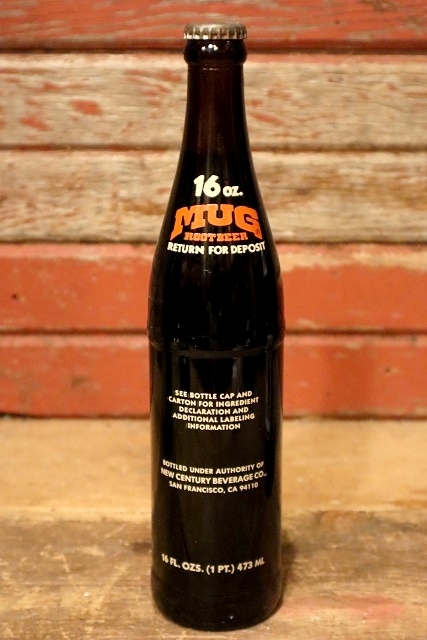 16 OZ.
MUG
ROOT BEER
RETURN FOR DEPOSIT
SEE BOTTLE CAP AND
CARTON FOR INGREDIENT
DECLARATION AND
ADDITIONAL LABELING
INFORMATION
BOTTLED UNDER AUTHORITY OF
NEW CENTURY BEVERAGE CO.
SAN FRANCISCO, CA 94110
16 FL. OZS. (1 PT.) 473 ML